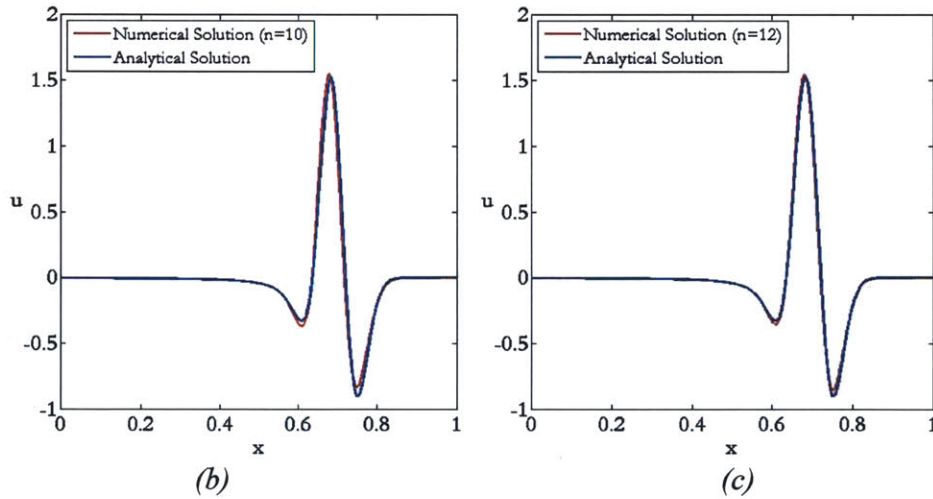 2
Numerical Solution (n=10)
Analytical Solution
1.5
1
0.5
u
0
-0.5
-1
0
0.2
0.4
0.6
0.8
1
x
(b)
2
Numerical Solution (n=12)
Analytical Solution
1.5
1
0.5
u
0
-0.5
-1
0
0.2
0.4
0.6
0.8
1
x
(c)